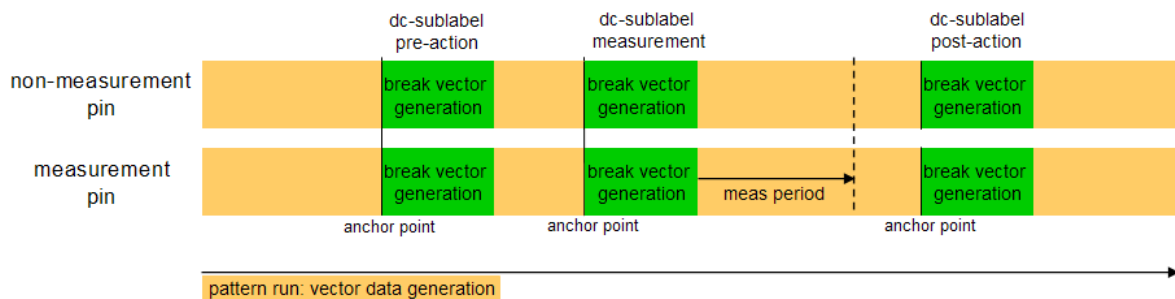 dc-sublabel
pre-action
dc-sublabel
measurement
dc-sublabel
post-action
non-measurement
pin
break vector
generation
break vector
generation
break vector
generation
measurement
pin
break vector
generation
break vector
generation
meas period
break vector
generation
anchor point
anchor point
anchor point
pattern run: vector data generation